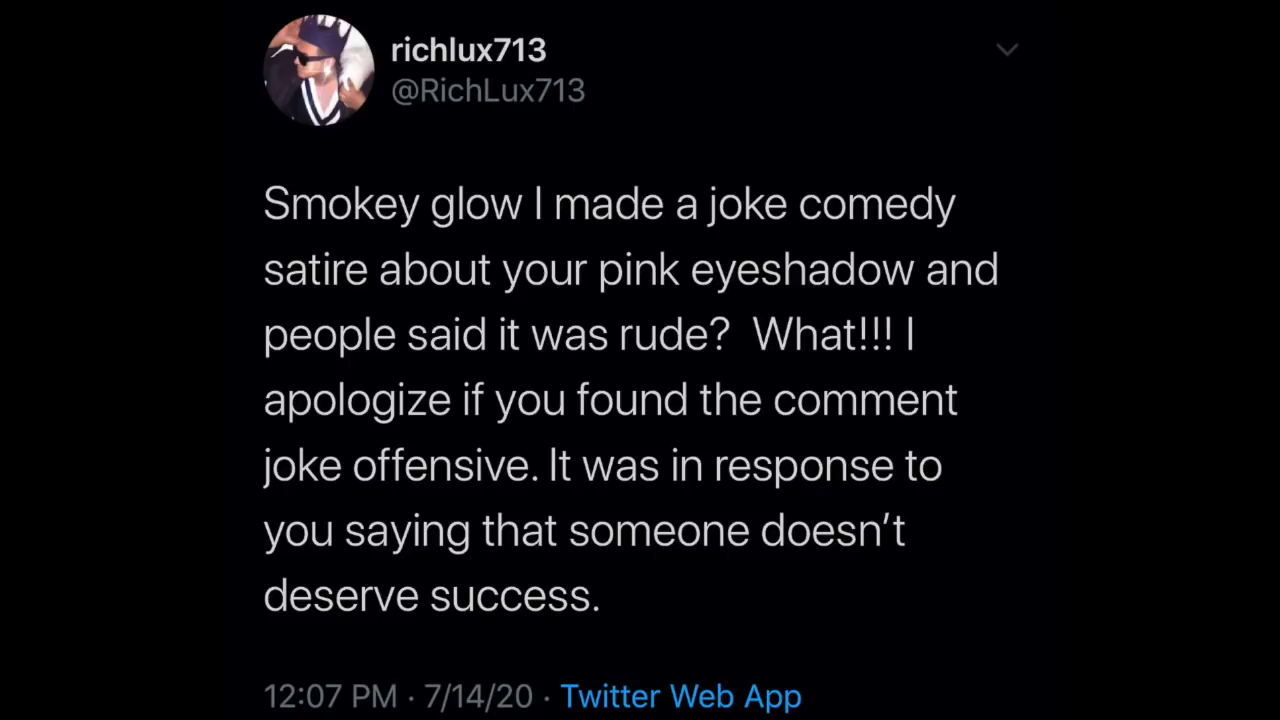 richlux713
@RichLux713
Smokey glow I made a joke comedy
satire about your pink eyeshadow and
people said it was rude?  What!!! I
apologize if you found the comment
joke offensive. It was in response to
you saying that someone doesn’t
deserve success.
12:07 PM · 7/14/20 · Twitter Web App